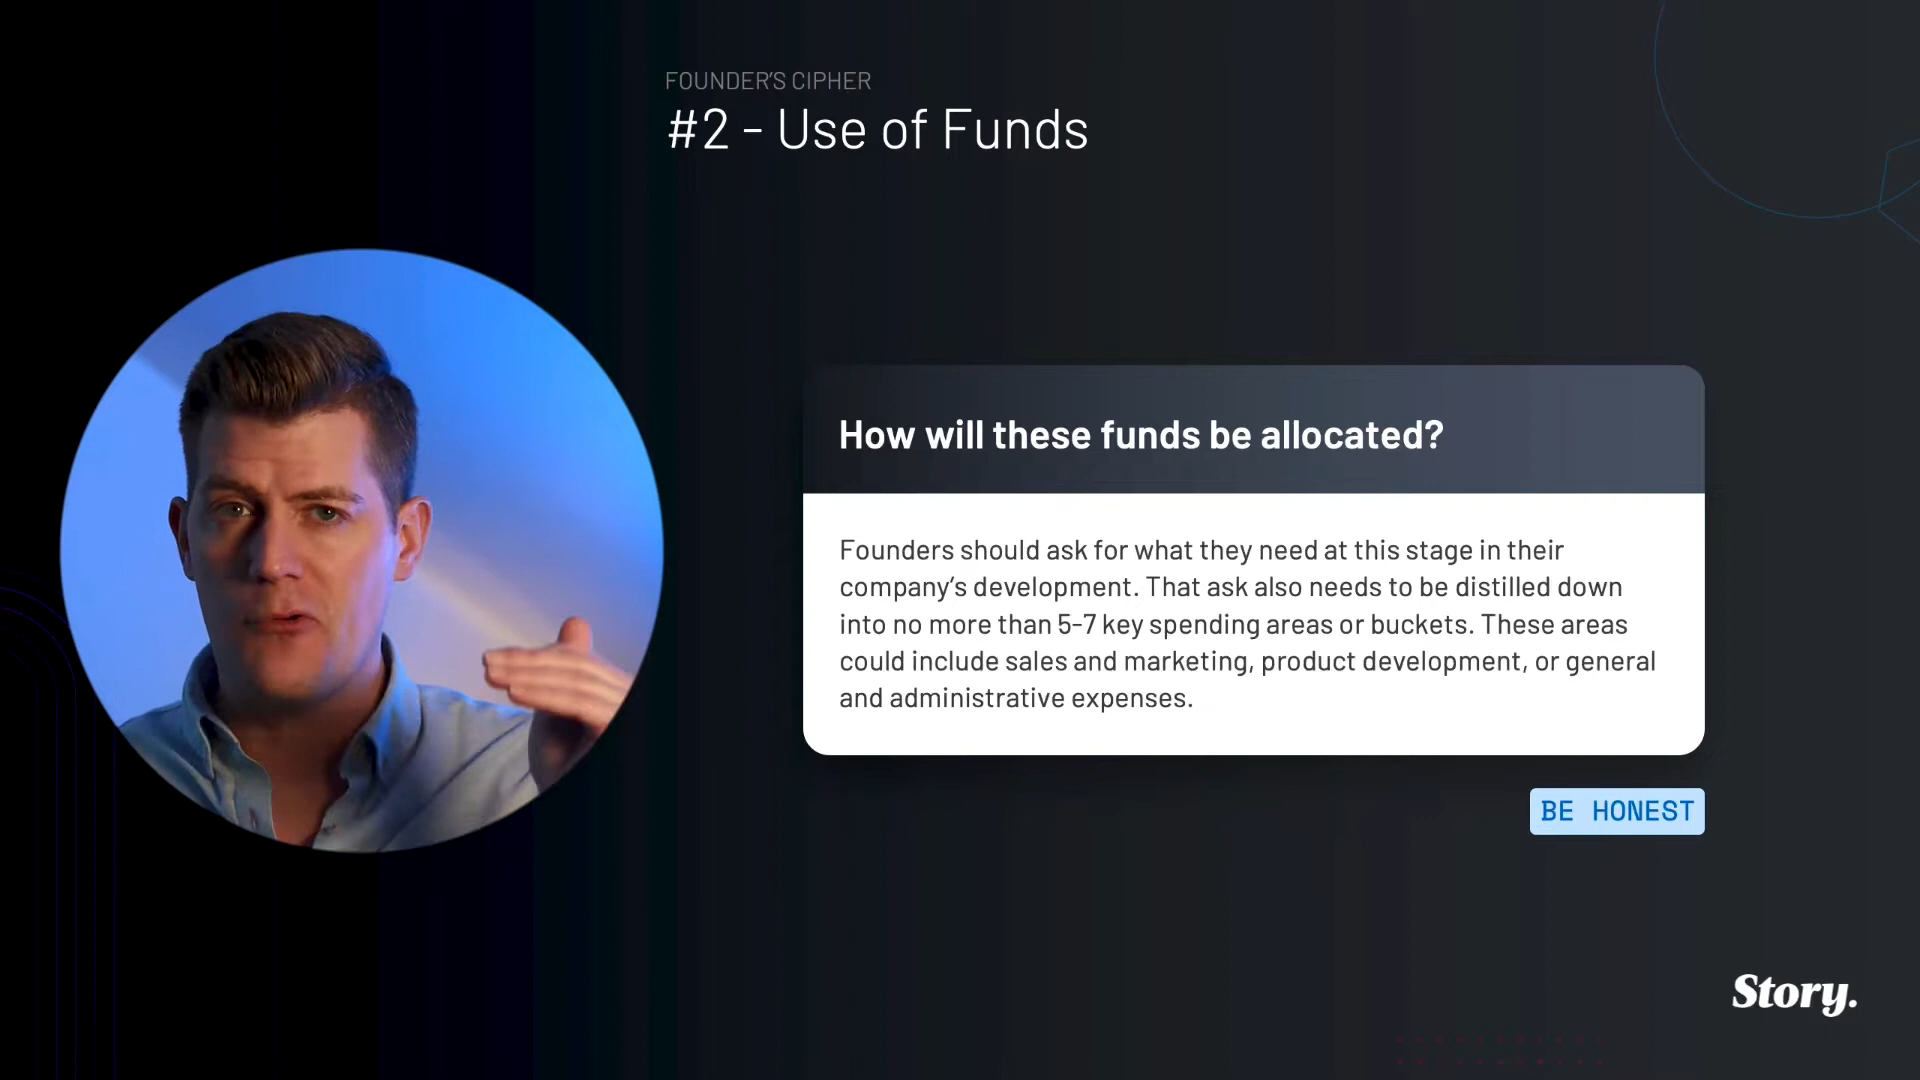 FOUNDER'S CIPHER
#2 - Use of Funds
How will these funds be allocated?
Founders should ask for what they need at this stage in their
company's development. That ask also needs to be distilled down
into no more than 5-7 key spending areas or buckets. These areas
could include sales and marketing, product development, or general
and administrative expenses.
BE HONEST
Story.